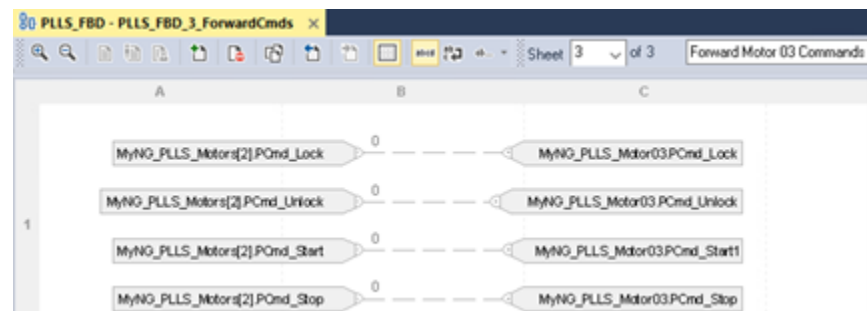 PLLS_FBD - PLLS_FBD_3_ForwardCmds ×
Sheet 3 of 3 Forward Motor 03 Commands
A B C
0
MyNG_PLLS_Motors[2].PCmd_Lock MyNG_PLLS_Motor03.PCmd_Lock
0
MyNG_PLLS_Motors[2].PCmd_Unlock MyNG_PLLS_Motor03.PCmd_Unlock
1
0
MyNG_PLLS_Motors[2].PCmd_Start MyNG_PLLS_Motor03.PCmd_Start1
0
MyNG_PLLS_Motors[2].PCmd_Stop MyNG_PLLS_Motor03.PCmd_Stop